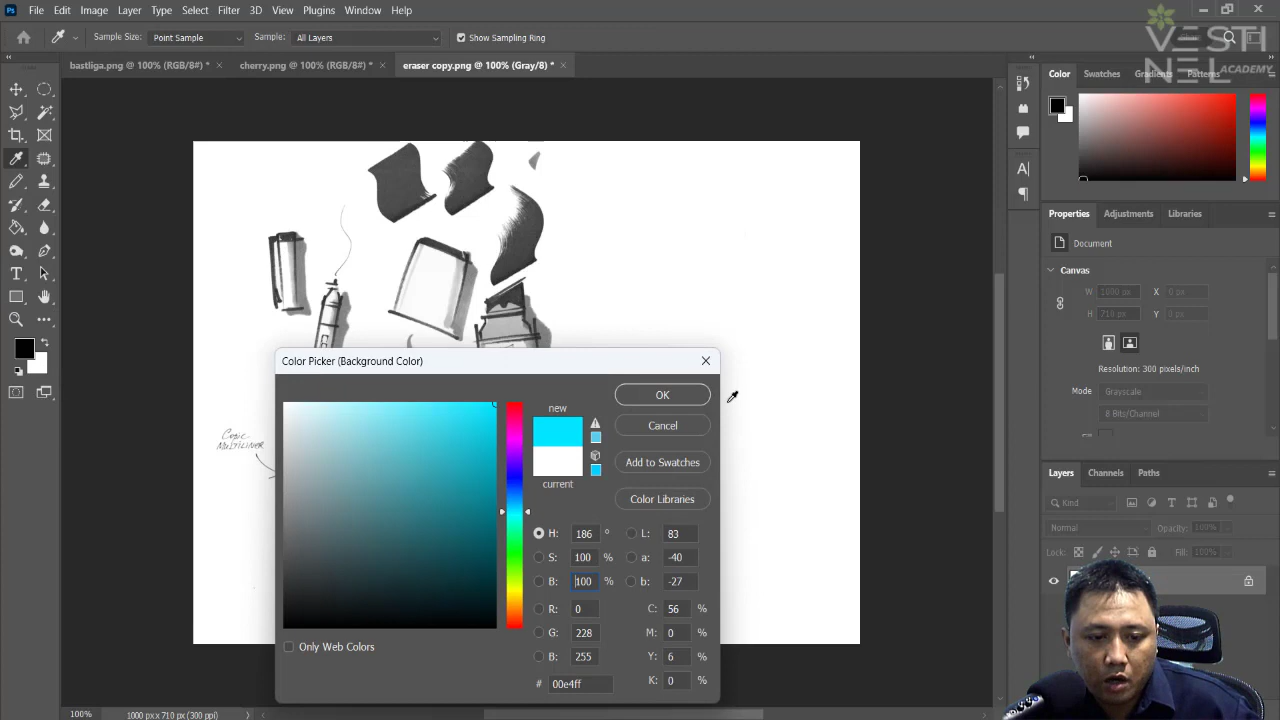 File Edit Image Layer Type Select Filter 3D View Plugins Window Help
Sample Size: Point Sample Sample: All Layers Show Sampling Ring
VESTINEL ACADEMY
bastliga.png @ 100% (RGB/8#) * cherry.png @ 100% (RGB/8#) * eraser copy.png @ 100% (Gray/8) *
Color Swatches Gradients Patterns
Properties Adjustments Libraries
Document
Canvas
W 1000 px X 0 px
H 710 px Y 0 px
Resolution: 300 pixels/inch
Mode Grayscale
8 Bits/Channel
Layers Channels Paths
Kind
Normal Opacity: 100%
Lock: Fill: 100%
Copic
MULTILINER
Color Picker (Background Color)
new
current
OK
Cancel
Add to Swatches
Color Libraries
H: 186 ° L: 83
S: 100 % a: -40
B: 100 % b: -27
R: 0 C: 56 %
G: 228 M: 0 %
B: 255 Y: 6 %
# 00e4ff K: 0 %
Only Web Colors
100% 1000 px x 710 px (300 ppi)